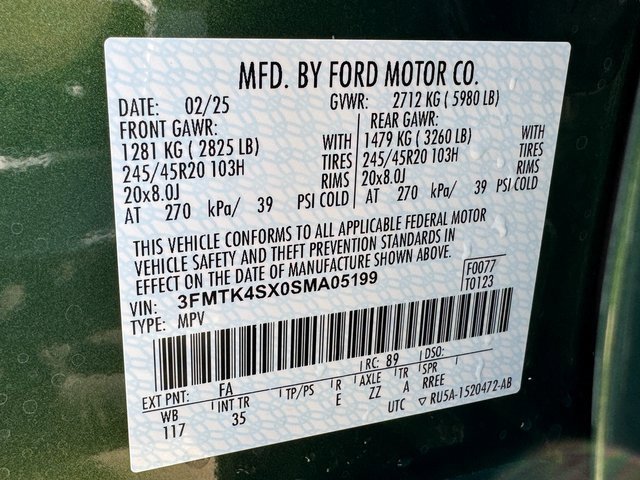 MFD. BY FORD MOTOR CO.
DATE: 02/25 GVWR: 2712 KG ( 5980 LB)
FRONT GAWR: REAR GAWR:
1281 KG ( 2825 LB) WITH 1479 KG ( 3260 LB) WITH
245/45R20 103H TIRES 245/45R20 103H TIRES
20x8.0J RIMS 20x8.0J RIMS
AT 270 kPa/ 39 PSI COLD AT 270 kPa/ 39 PSI COLD
THIS VEHICLE CONFORMS TO ALL APPLICABLE FEDERAL MOTOR
VEHICLE SAFETY AND THEFT PREVENTION STANDARDS IN
EFFECT ON THE DATE OF MANUFACTURE SHOWN ABOVE.
VIN: 3FMTK4SX0SMA05199 F0077
TYPE: MPV T0123
EXT PNT: FA RC: 89 DSO:
WB INT TR TP/PS R AXLE TR SPR
117 35 E ZZ A RREE
UTC ▽ RU5A-1520472-AB